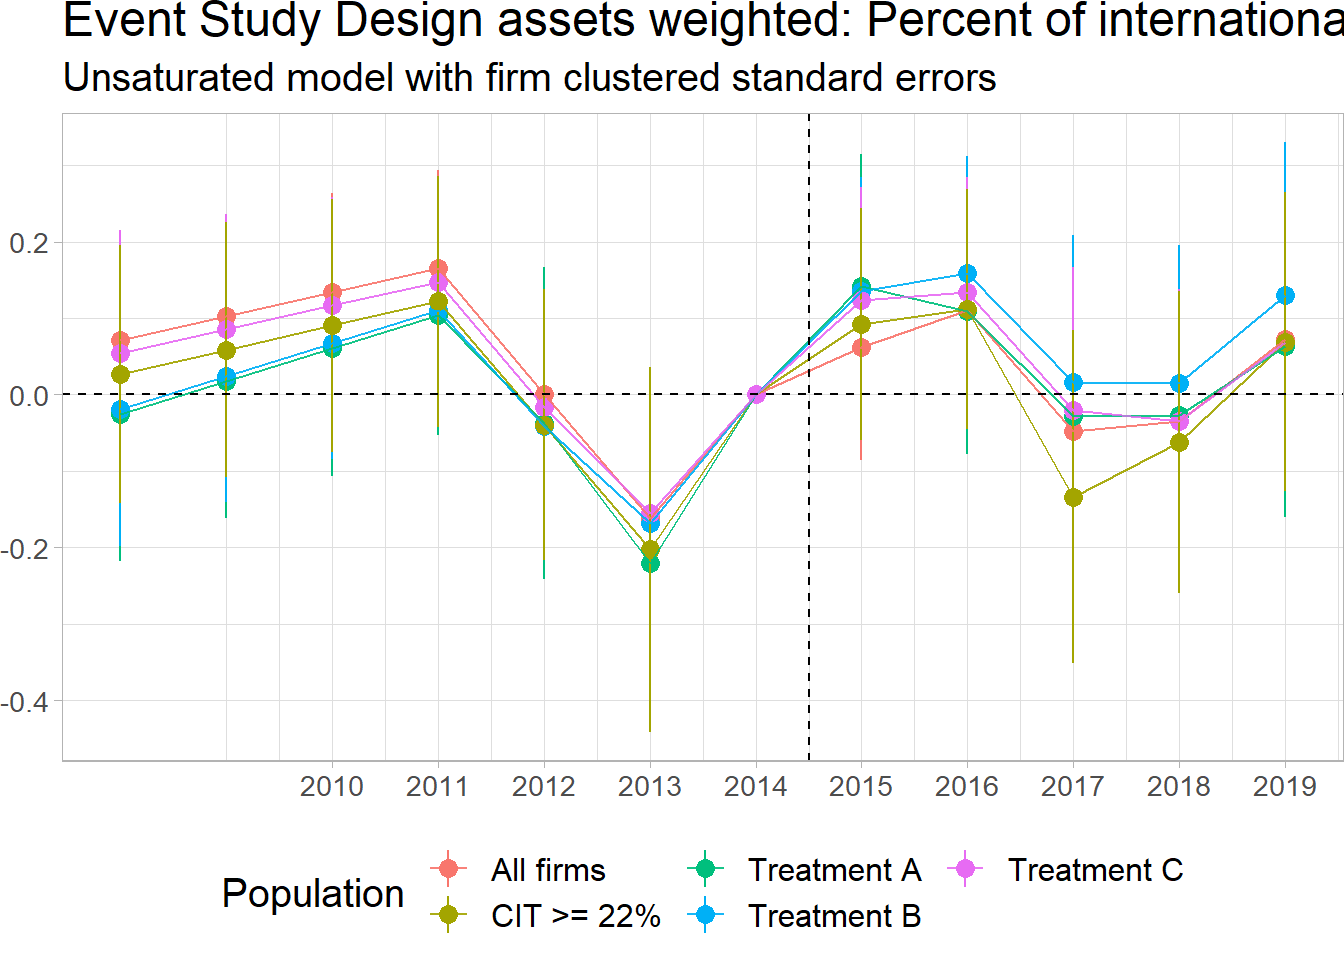 Event Study Design assets weighted: Percent of internationa
Unsaturated model with firm clustered standard errors
0.2
0.0
-0.2
-0.4
2010 2011 2012 2013 2014 2015 2016 2017 2018 2019
Population
All firms Treatment A Treatment C
CIT >= 22% Treatment B